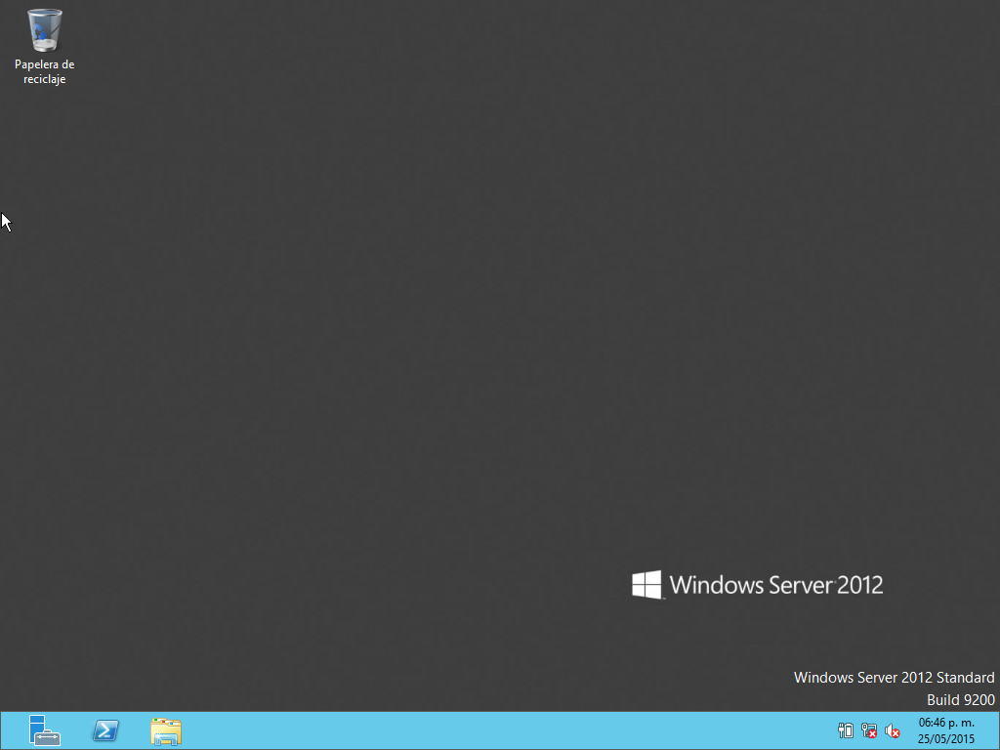 Papelera de
reciclaje
Windows Server 2012
Windows Server 2012 Standard
Build 9200
06:46 p. m.
25/05/2015